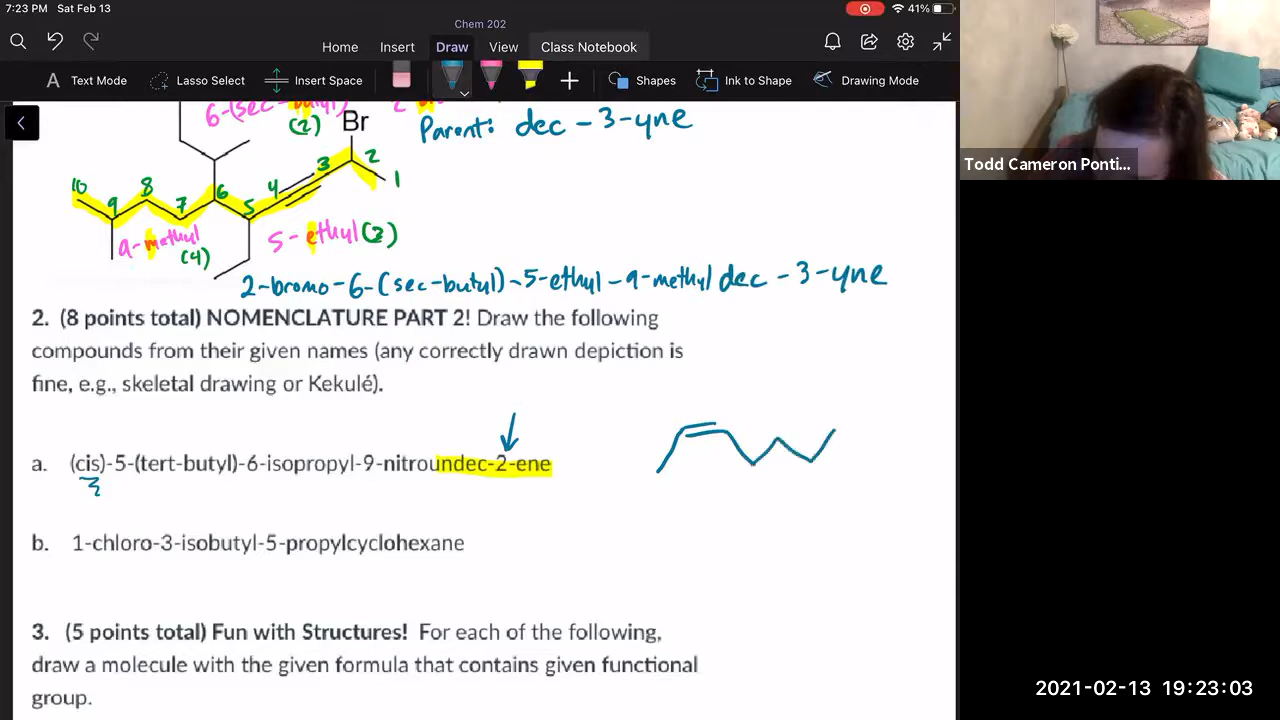 7:23 PM Sat Feb 13
41%
Chem 202
Home Insert Draw View Class Notebook
A Text Mode Lasso Select Insert Space Shapes Ink to Shape Drawing Mode
6-(sec-butyl)
(2)
Br
Parent: dec-3-yne
10 9 8 7 6 5 4 3 2 1
9-methyl
(4)
5-ethyl (3)
2-bromo-6-(sec-butyl)-5-ethyl-9-methyl dec-3-yne
2. (8 points total) NOMENCLATURE PART 2! Draw the following
compounds from their given names (any correctly drawn depiction is
fine, e.g., skeletal drawing or Kekulé).
a. (cis)-5-(tert-butyl)-6-isopropyl-9-nitroundec-2-ene
b. 1-chloro-3-isobutyl-5-propylcyclohexane
3. (5 points total) Fun with Structures! For each of the following,
draw a molecule with the given formula that contains given functional
group.
Todd Cameron Ponti...
2021-02-13 19:23:03